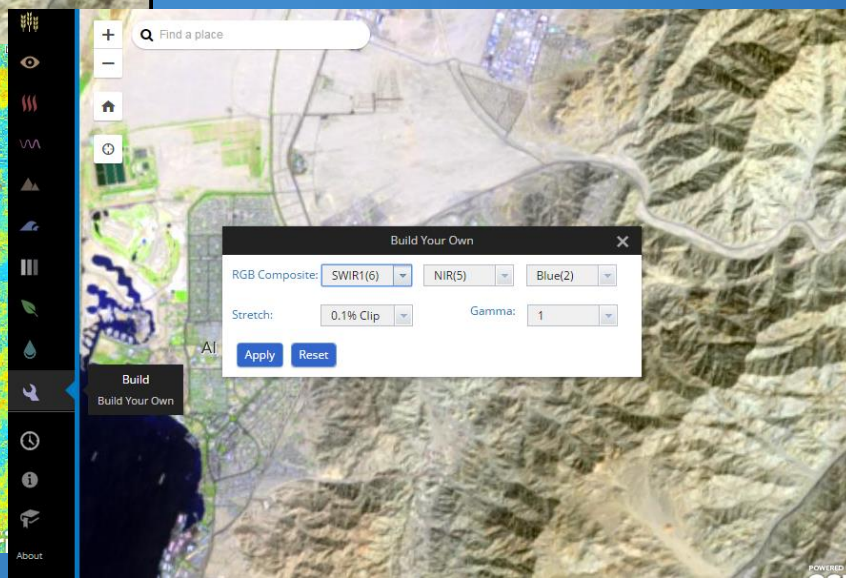 Find a place
Build Your Own
RGB Composite: SWIR1(6) NIR(5) Blue(2)
Stretch: 0.1% Clip Gamma: 1
Al
Apply Reset
Build
Build Your Own
About
POWERED